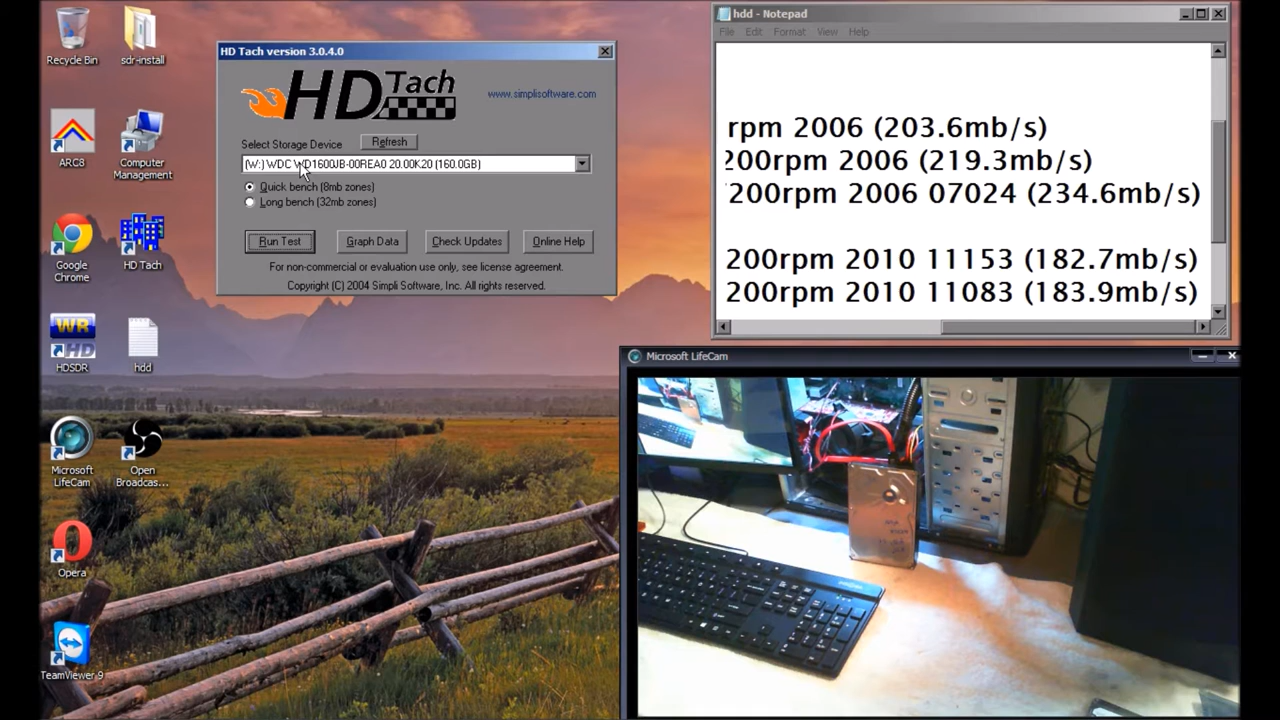 Recycle Bin
sdr-install
ARC8
Computer
Management
Google
Chrome
HD Tach
WR
HD
HDSDR
hdd
Microsoft
LifeCam
Open
Broadcas...
Opera
TeamViewer 9
HD Tach version 3.0.4.0
HD Tach
www.simplisoftware.com
Select Storage Device
Refresh
(W:) WDC WD1600JB-00REA0 20.00K20 (160.0GB)
Quick bench (8mb zones)
Long bench (32mb zones)
Run Test
Graph Data
Check Updates
Online Help
For non-commercial or evaluation use only, see license agreement.
Copyright (C) 2004 Simpli Software, Inc. All rights reserved.
hdd - Notepad
File Edit Format View Help
rpm 2006 (203.6mb/s)
200rpm 2006 (219.3mb/s)
200rpm 2006 07024 (234.6mb/s)
200rpm 2010 11153 (182.7mb/s)
200rpm 2010 11083 (183.9mb/s)
Microsoft LifeCam